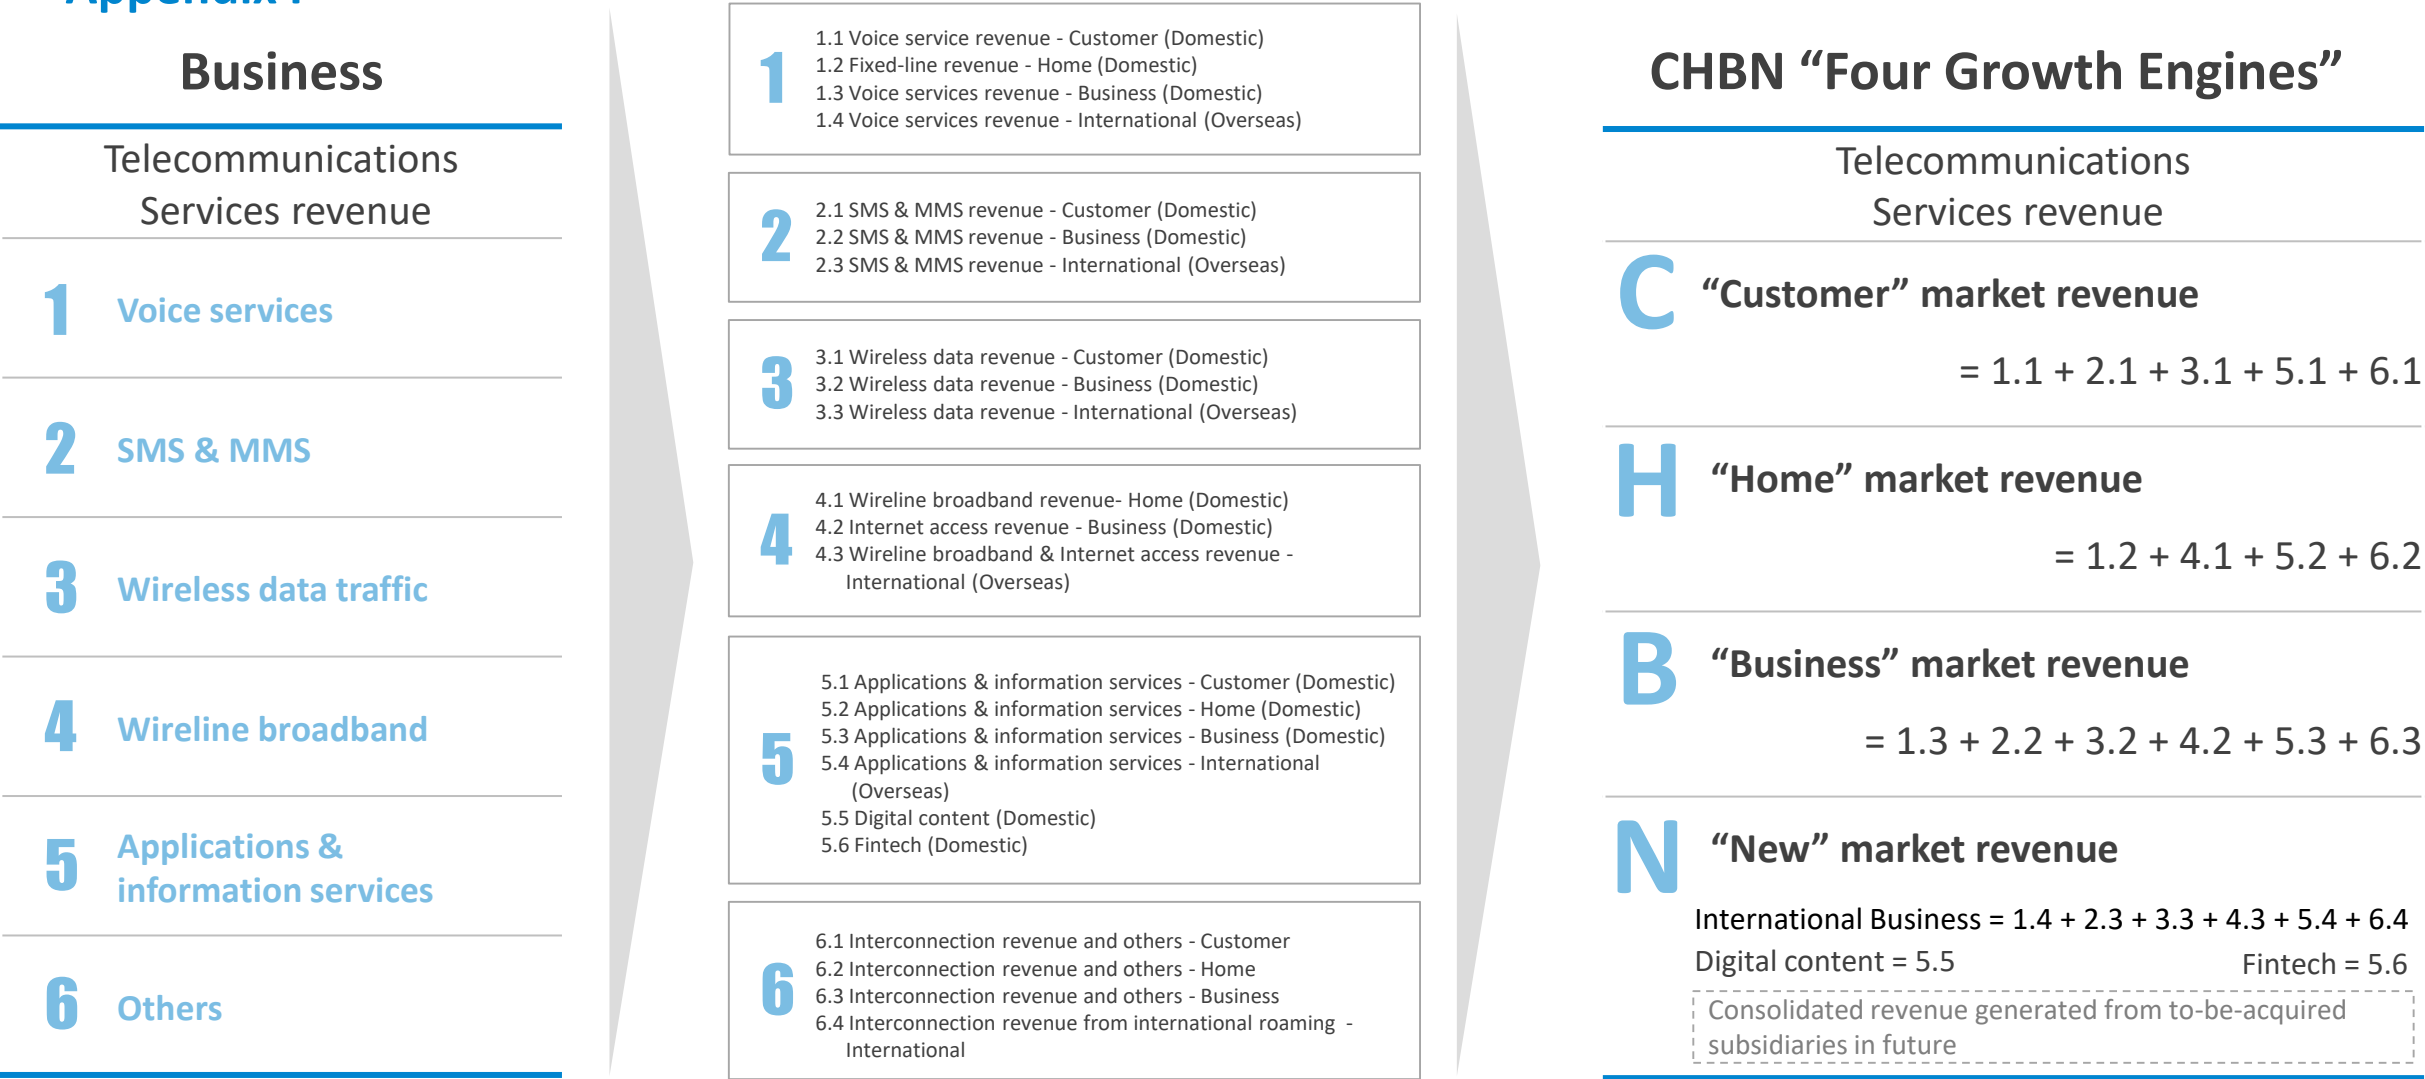 Appendix I
Business
Telecommunications
Services revenue
1 Voice services
2 SMS & MMS
3 Wireless data traffic
4 Wireline broadband
5 Applications &
information services
6 Others
1
1.1 Voice service revenue - Customer (Domestic)
1.2 Fixed-line revenue - Home (Domestic)
1.3 Voice services revenue - Business (Domestic)
1.4 Voice services revenue - International (Overseas)
2
2.1 SMS & MMS revenue - Customer (Domestic)
2.2 SMS & MMS revenue - Business (Domestic)
2.3 SMS & MMS revenue - International (Overseas)
3
3.1 Wireless data revenue - Customer (Domestic)
3.2 Wireless data revenue - Business (Domestic)
3.3 Wireless data revenue - International (Overseas)
4
4.1 Wireline broadband revenue- Home (Domestic)
4.2 Internet access revenue - Business (Domestic)
4.3 Wireline broadband & Internet access revenue -
International (Overseas)
5
5.1 Applications & information services - Customer (Domestic)
5.2 Applications & information services - Home (Domestic)
5.3 Applications & information services - Business (Domestic)
5.4 Applications & information services - International
(Overseas)
5.5 Digital content (Domestic)
5.6 Fintech (Domestic)
6
6.1 Interconnection revenue and others - Customer
6.2 Interconnection revenue and others - Home
6.3 Interconnection revenue and others - Business
6.4 Interconnection revenue from international roaming -
International
CHBN “Four Growth Engines”
Telecommunications
Services revenue
C “Customer” market revenue
= 1.1 + 2.1 + 3.1 + 5.1 + 6.1
H “Home” market revenue
= 1.2 + 4.1 + 5.2 + 6.2
B “Business” market revenue
= 1.3 + 2.2 + 3.2 + 4.2 + 5.3 + 6.3
N “New” market revenue
International Business = 1.4 + 2.3 + 3.3 + 4.3 + 5.4 + 6.4
Digital content = 5.5 Fintech = 5.6
Consolidated revenue generated from to-be-acquired
subsidiaries in future